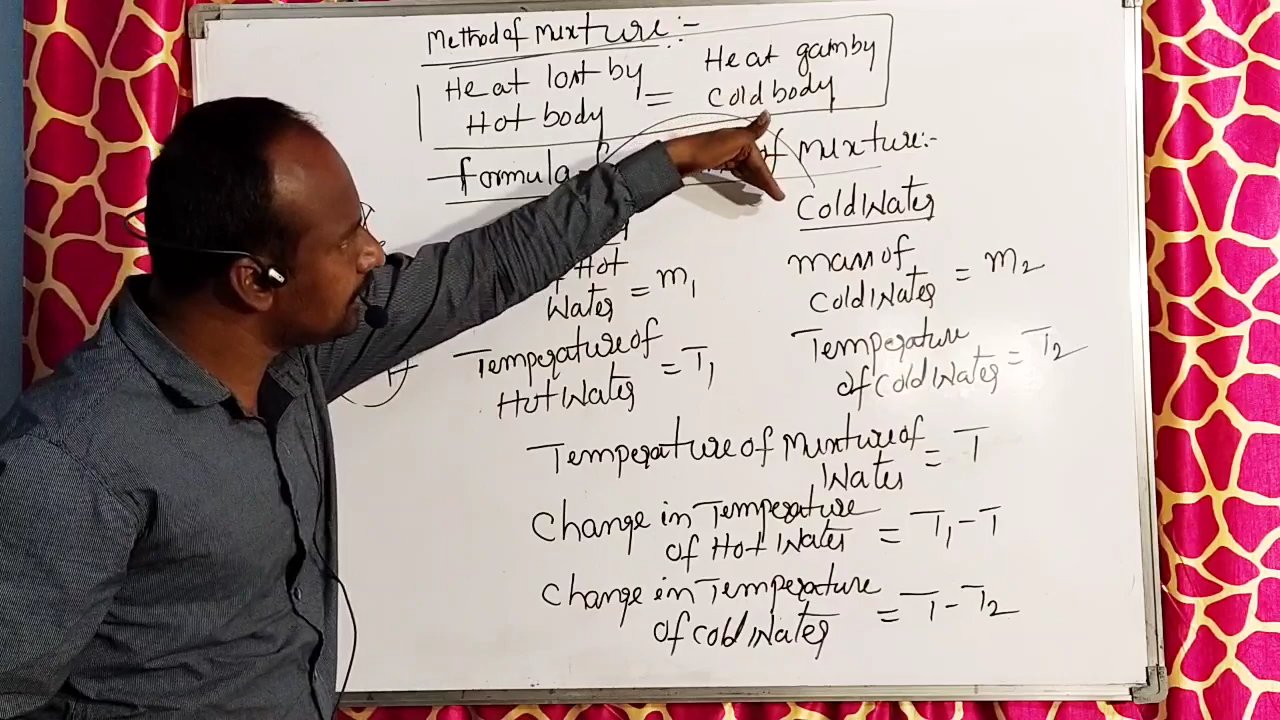 Method of mixture:-
Heat lost by Heat gain by
Hot body = Cold body
formula of mixture:-
Cold Water
Hot
Water = m₁
mass of
Cold Water = m₂
Temperature of
Hot Water = T₁
Temperature
of Cold Water = T₂
Temperature of Mixture of
Water = T
Change in Temperature
of Hot Water = T₁ - T
Change in Temperature
of cold Water = T - T₂